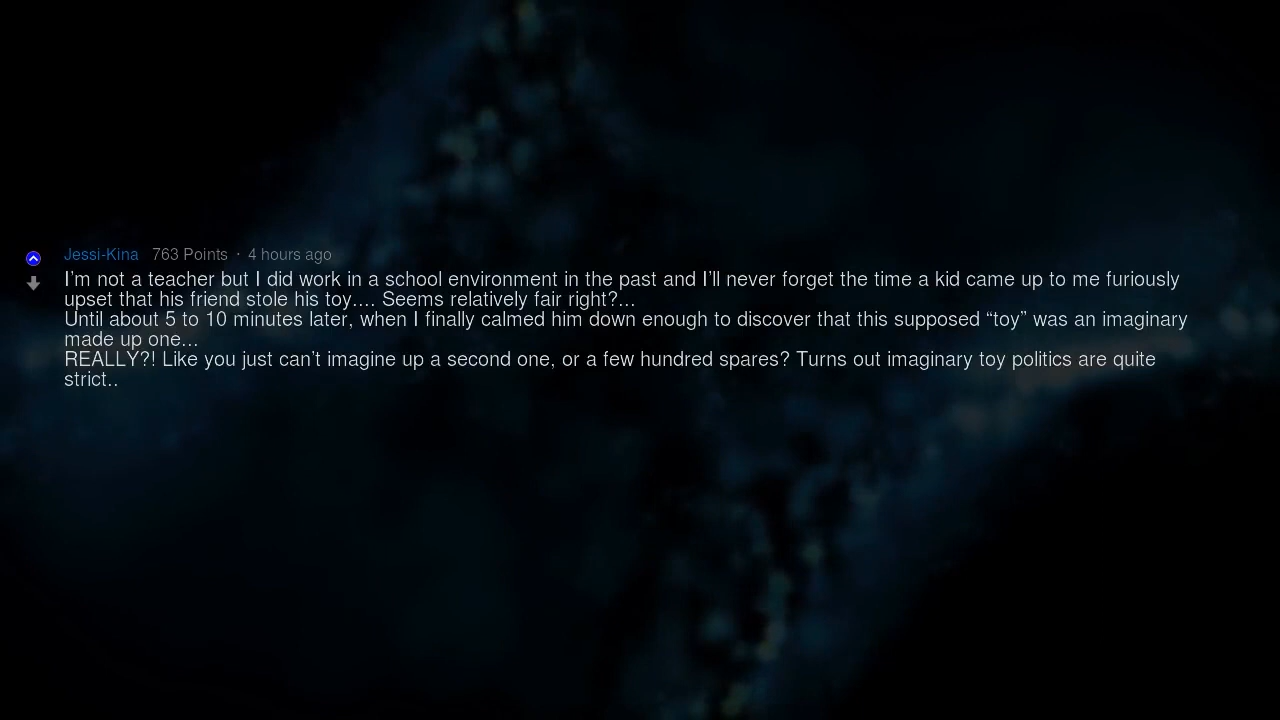 Jessi-Kina 763 Points · 4 hours ago
I’m not a teacher but I did work in a school environment in the past and I’ll never forget the time a kid came up to me furiously
upset that his friend stole his toy.... Seems relatively fair right?...
Until about 5 to 10 minutes later, when I finally calmed him down enough to discover that this supposed “toy” was an imaginary
made up one...
REALLY?! Like you just can’t imagine up a second one, or a few hundred spares? Turns out imaginary toy politics are quite
strict..